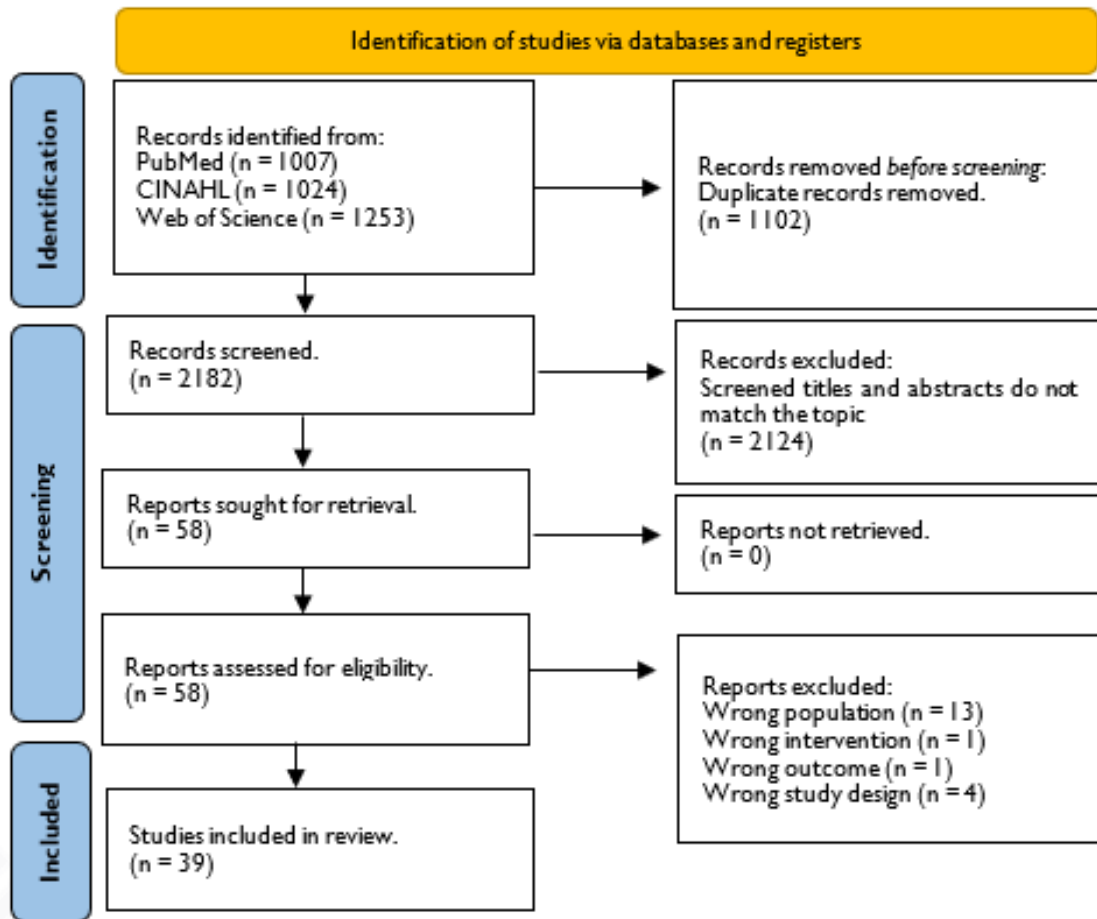 Identification of studies via databases and registers
Identification
Records identified from:
PubMed (n = 1007)
CINAHL (n = 1024)
Web of Science (n = 1253)
Records removed before screening:
Duplicate records removed.
(n = 1102)
Screening
Records screened.
(n = 2182)
Records excluded:
Screened titles and abstracts do not
match the topic
(n = 2124)
Reports sought for retrieval.
(n = 58)
Reports not retrieved.
(n = 0)
Reports assessed for eligibility.
(n = 58)
Reports excluded:
Wrong population (n = 13)
Wrong intervention (n = 1)
Wrong outcome (n = 1)
Wrong study design (n = 4)
Included
Studies included in review.
(n = 39)